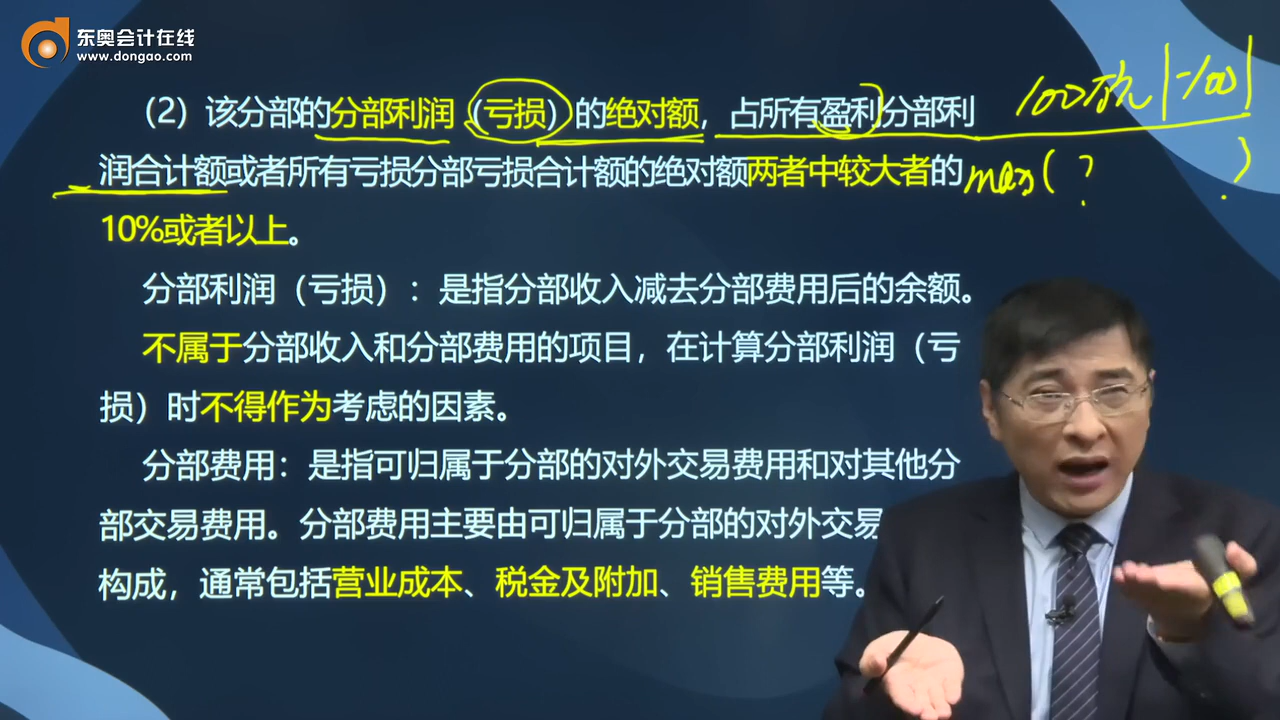 东奥会计在线
www.dongao.com
（2）该分部的分部利润（亏损）的绝对额，占所有盈利分部利
润合计额或者所有亏损分部亏损合计额的绝对额两者中较大者的
10%或者以上。
100万元 |-100|
max( ? ? )
分部利润（亏损）：是指分部收入减去分部费用后的余额。
不属于分部收入和分部费用的项目，在计算分部利润（亏
损）时不得作为考虑的因素。
分部费用：是指可归属于分部的对外交易费用和对其他分
部交易费用。分部费用主要由可归属于分部的对外交易
构成，通常包括营业成本、税金及附加、销售费用等。